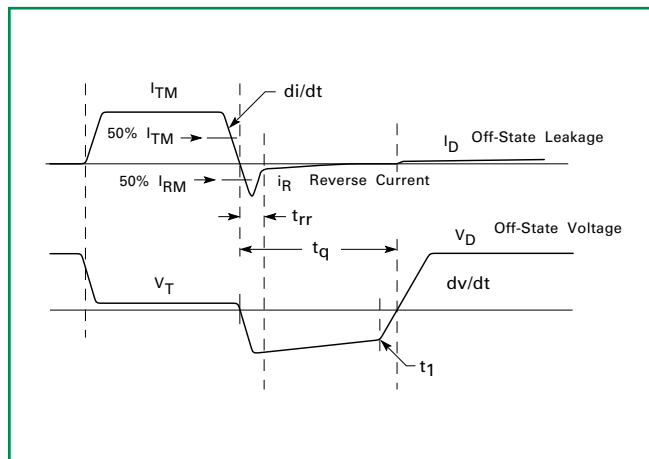 ITM
di/dt
50% ITM
ID Off-State Leakage
50% IRM
iR Reverse Current
trr
tq
VD Off-State Voltage
VT
dv/dt
t1